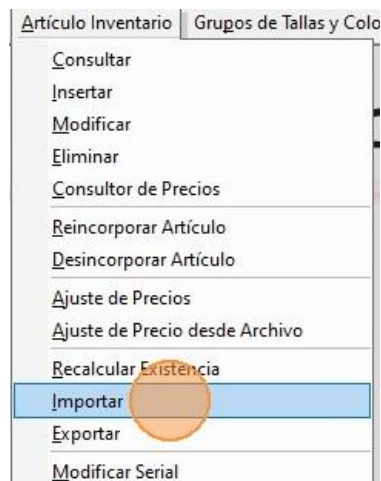 Artículo Inventario Grupos de Tallas y Colo
Consultar
Insertar
Modificar
Eliminar
Consultor de Precios
Reincorporar Artículo
Desincorporar Artículo
Ajuste de Precios
Ajuste de Precio desde Archivo
Recalcular Existencia
Importar
Exportar
Modificar Serial